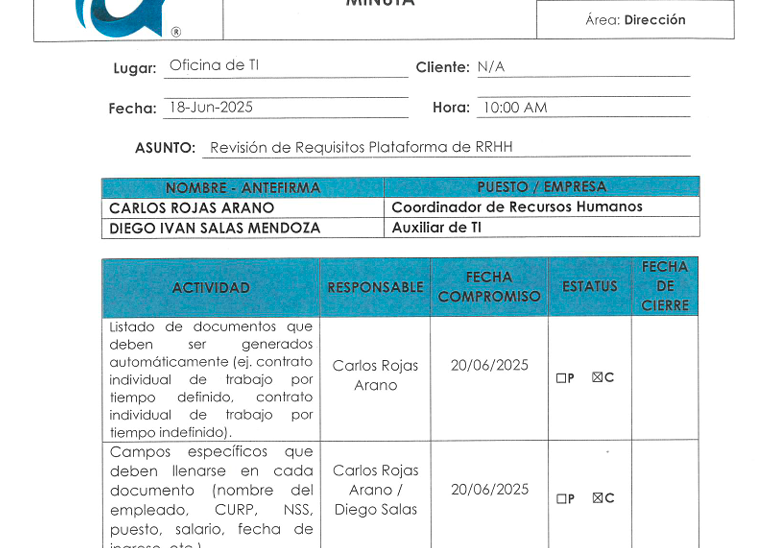 MINUTA
®
Área: Dirección
Lugar: Oficina de TI
Cliente: N/A
Fecha: 18-Jun-2025
Hora: 10:00 AM
ASUNTO: Revisión de Requisitos Plataforma de RRHH
NOMBRE - ANTEFIRMA PUESTO / EMPRESA
CARLOS ROJAS ARANO Coordinador de Recursos Humanos
DIEGO IVAN SALAS MENDOZA Auxiliar de TI
ACTIVIDAD RESPONSABLE
FECHA
COMPROMISO
ESTATUS
FECHA
DE
CIERRE
Listado de documentos que
deben ser generados
automáticamente (ej. contrato
individual de trabajo por
tiempo definido, contrato
individual de trabajo por
tiempo indefinido).
Carlos Rojas
Arano
20/06/2025
☐P ☒C
Campos específicos que
deben llenarse en cada
documento (nombre del
empleado, CURP, NSS,
puesto, salario, fecha de
ingreso, etc.)
Carlos Rojas
Arano /
Diego Salas
20/06/2025
☐P ☒C